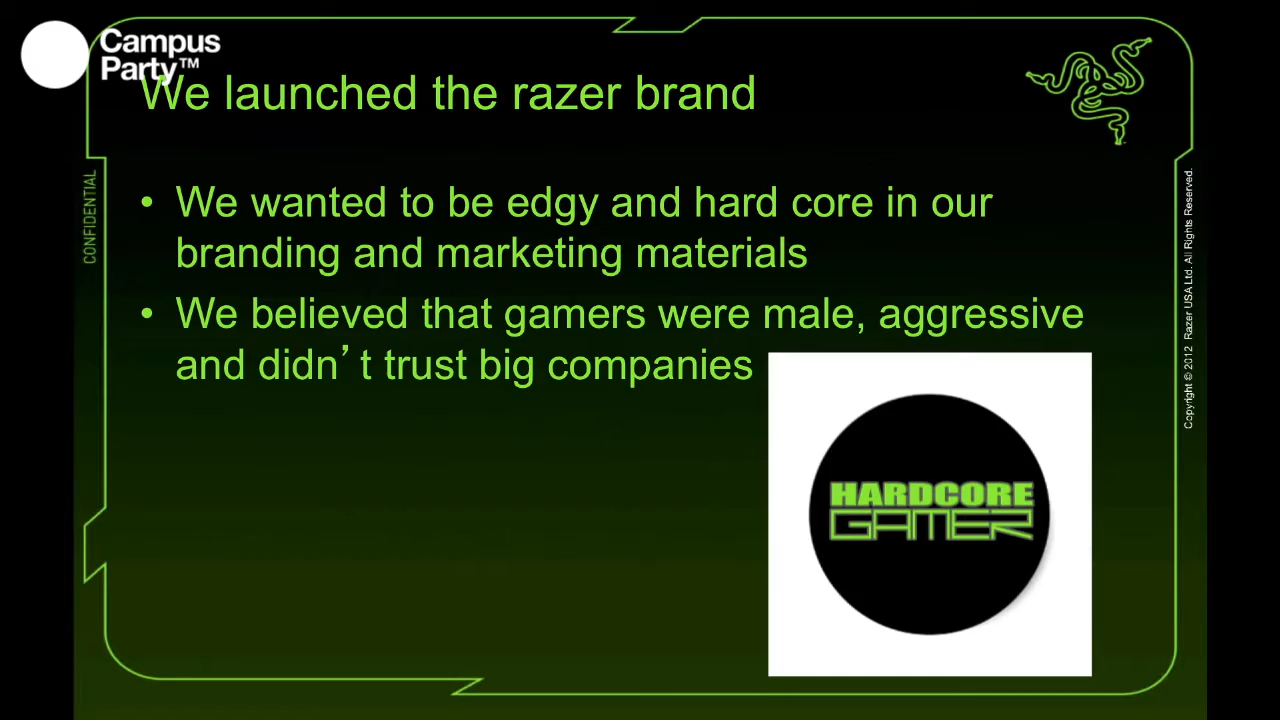 Campus
Party™
We launched the razer brand
• We wanted to be edgy and hard core in our
branding and marketing materials
• We believed that gamers were male, aggressive
and didn’t trust big companies
HARDCORE
GAMER
CONFIDENTIAL
Copyright © 2012 Razer USA Ltd. All Rights Reserved.